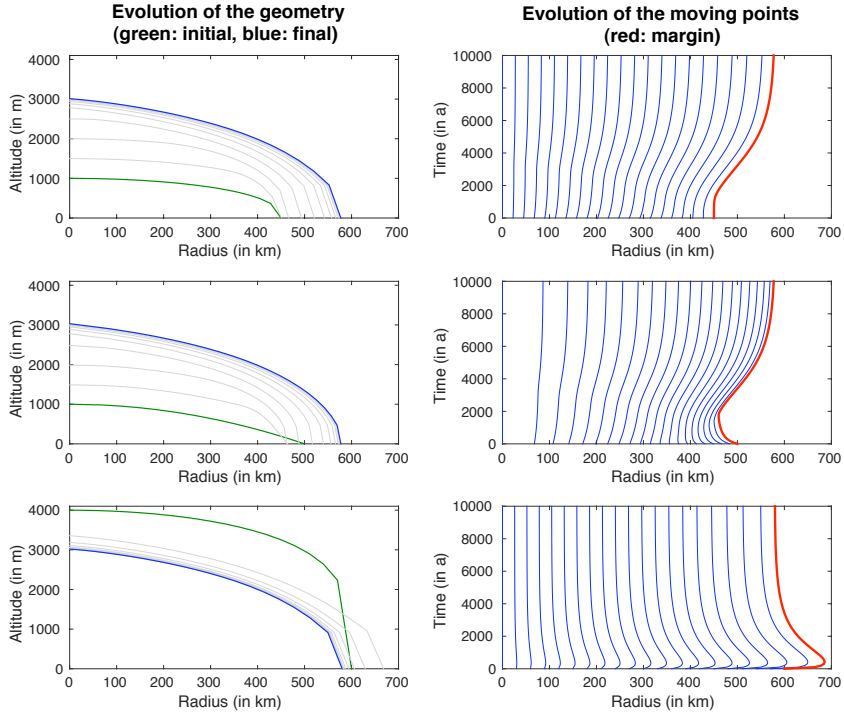 Evolution of the geometry
(green: initial, blue: final)
Evolution of the moving points
(red: margin)
Altitude (in m)
4000
3000
2000
1000
0
0 100 200 300 400 500 600 700
Radius (in km)
Time (in a)
10000
8000
6000
4000
2000
0
0 100 200 300 400 500 600 700
Radius (in km)
Altitude (in m)
4000
3000
2000
1000
0
0 100 200 300 400 500 600 700
Radius (in km)
Time (in a)
10000
8000
6000
4000
2000
0
0 100 200 300 400 500 600 700
Radius (in km)
Altitude (in m)
4000
3000
2000
1000
0
0 100 200 300 400 500 600 700
Radius (in km)
Time (in a)
10000
8000
6000
4000
2000
0
0 100 200 300 400 500 600 700
Radius (in km)